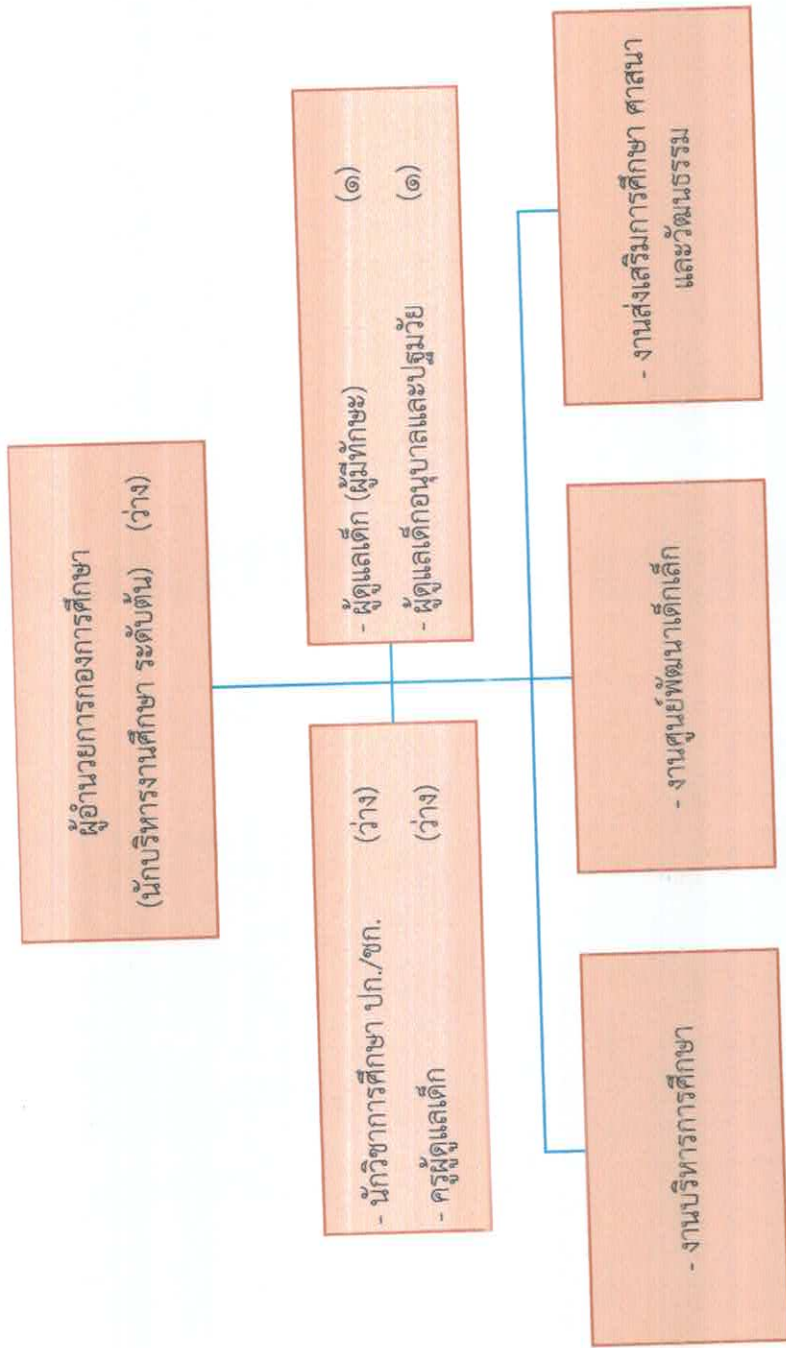 ผู้อำนวยการกองการศึกษา
(นักบริหารงานศึกษา ระดับต้น) (ว่าง)
- นักวิชาการศึกษา ปก./ชก. (ว่าง)
- ครูผู้ดูแลเด็ก (ว่าง)
- ผู้ดูแลเด็ก (ผู้มีทักษะ) (๑)
- ผู้ดูแลเด็กอนุบาลและปฐมวัย (๑)
- งานบริหารการศึกษา
- งานศูนย์พัฒนาเด็กเล็ก
- งานส่งเสริมการศึกษา ศาสนา
และวัฒนธรรม